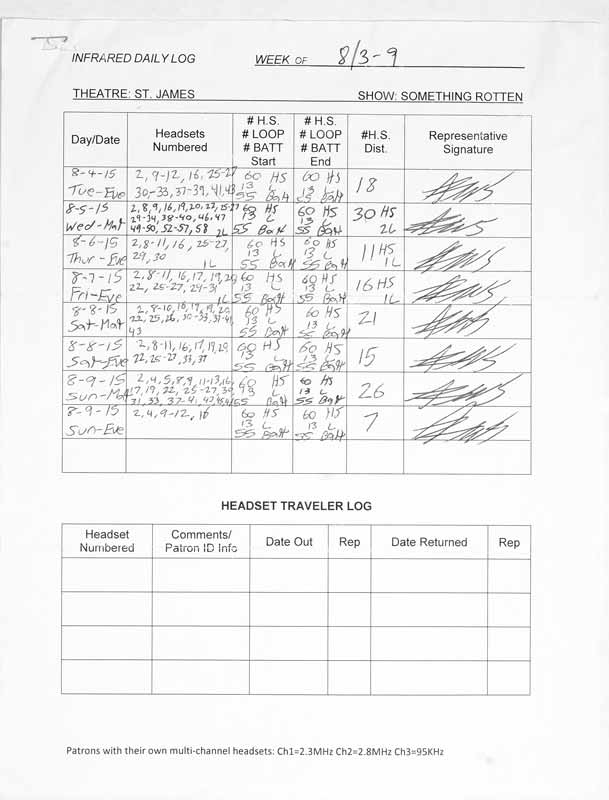 INFRARED DAILY LOG WEEK OF 8/3-9
THEATRE: ST. JAMES SHOW: SOMETHING ROTTEN
Day/Date
Headsets
Numbered
# H.S.
# LOOP
# BATT
Start
# H.S.
# LOOP
# BATT
End
#H.S.
Dist.
Representative
Signature
8-4-15
Tue-Eve
2, 9-12, 16, 25-27
30-33, 37-39, 41, 43
60 HS
13 L
55 Batt
60 HS
13 L
55 Batt
18
8-5-15
Wed-Mat
2, 8, 9, 16, 19, 20, 22, 25-27
29-34, 38-40, 46, 47
49-50, 52-57, 58 2L
60 HS
13 L
55 Batt
60 HS
13 L
55 Batt
30 HS
2L
8-6-15
Thur-Eve
2, 8-11, 16, 25-27,
29, 30 1L
60 HS
13 L
55 Batt
60 HS
13 L
55 Batt
11 HS
1L
8-7-15
Fri-Eve
2, 8-11, 16, 17, 19, 20
22, 25-27, 29-31
1L
60 HS
13 L
55 Batt
60 HS
13 L
55 Batt
16 HS
1L
8-8-15
Sat-Mat
2, 8-10, 16, 17, 19, 20
22, 25, 26, 30-33, 37-41
43
60 HS
13 L
55 Batt
60 HS
13 L
55 Batt
21
8-8-15
Sat-Eve
2, 8-11, 16, 17, 19, 20
22, 25-27, 33, 37
60 HS
13 L
55 Batt
60 HS
13 L
55 Batt
15
8-9-15
Sun-Mat
2, 4, 5, 8, 9, 11-13, 16,
17, 19, 22, 25-27, 30,
31, 33, 37-41,
60 HS
13 L
55 Batt
60 HS
13 L
55 Batt
26
8-9-15
Sun-Eve
2, 4, 9-12, 16
60 HS
13 L
55 Batt
60 HS
13 L
55 Batt
7
HEADSET TRAVELER LOG
Headset
Numbered
Comments/
Patron ID Info
Date Out
Rep
Date Returned
Rep
Patrons with their own multi-channel headsets: Ch1=2.3MHz Ch2=2.8MHz Ch3=95KHz